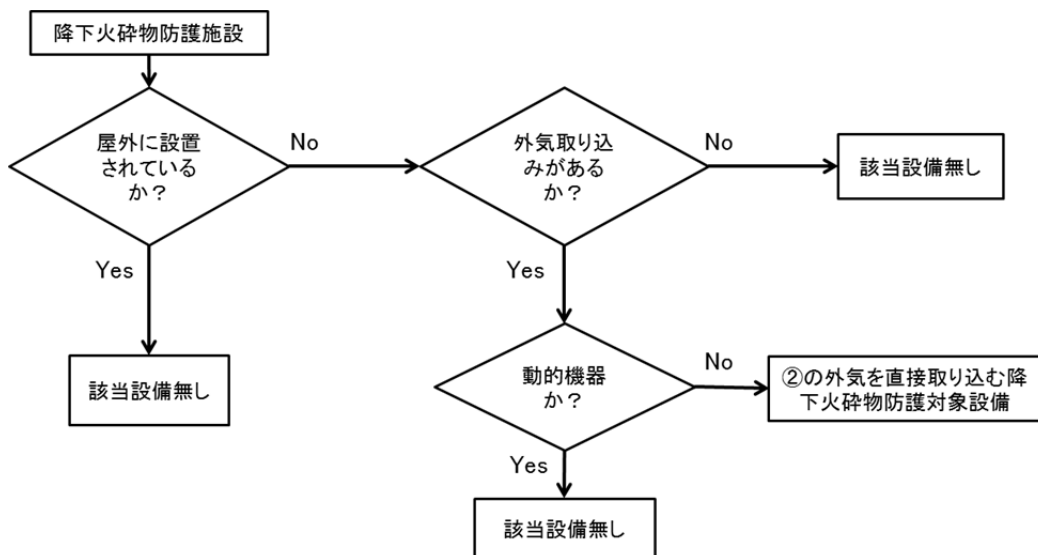 降下火砕物防護施設
屋外に設置
されている
か？
No
外気取り込
みがある
か？
No
該当設備無し
Yes
Yes
該当設備無し
動的機器
か？
No
②の外気を直接取り込む降
下火砕物防護対象設備
Yes
該当設備無し